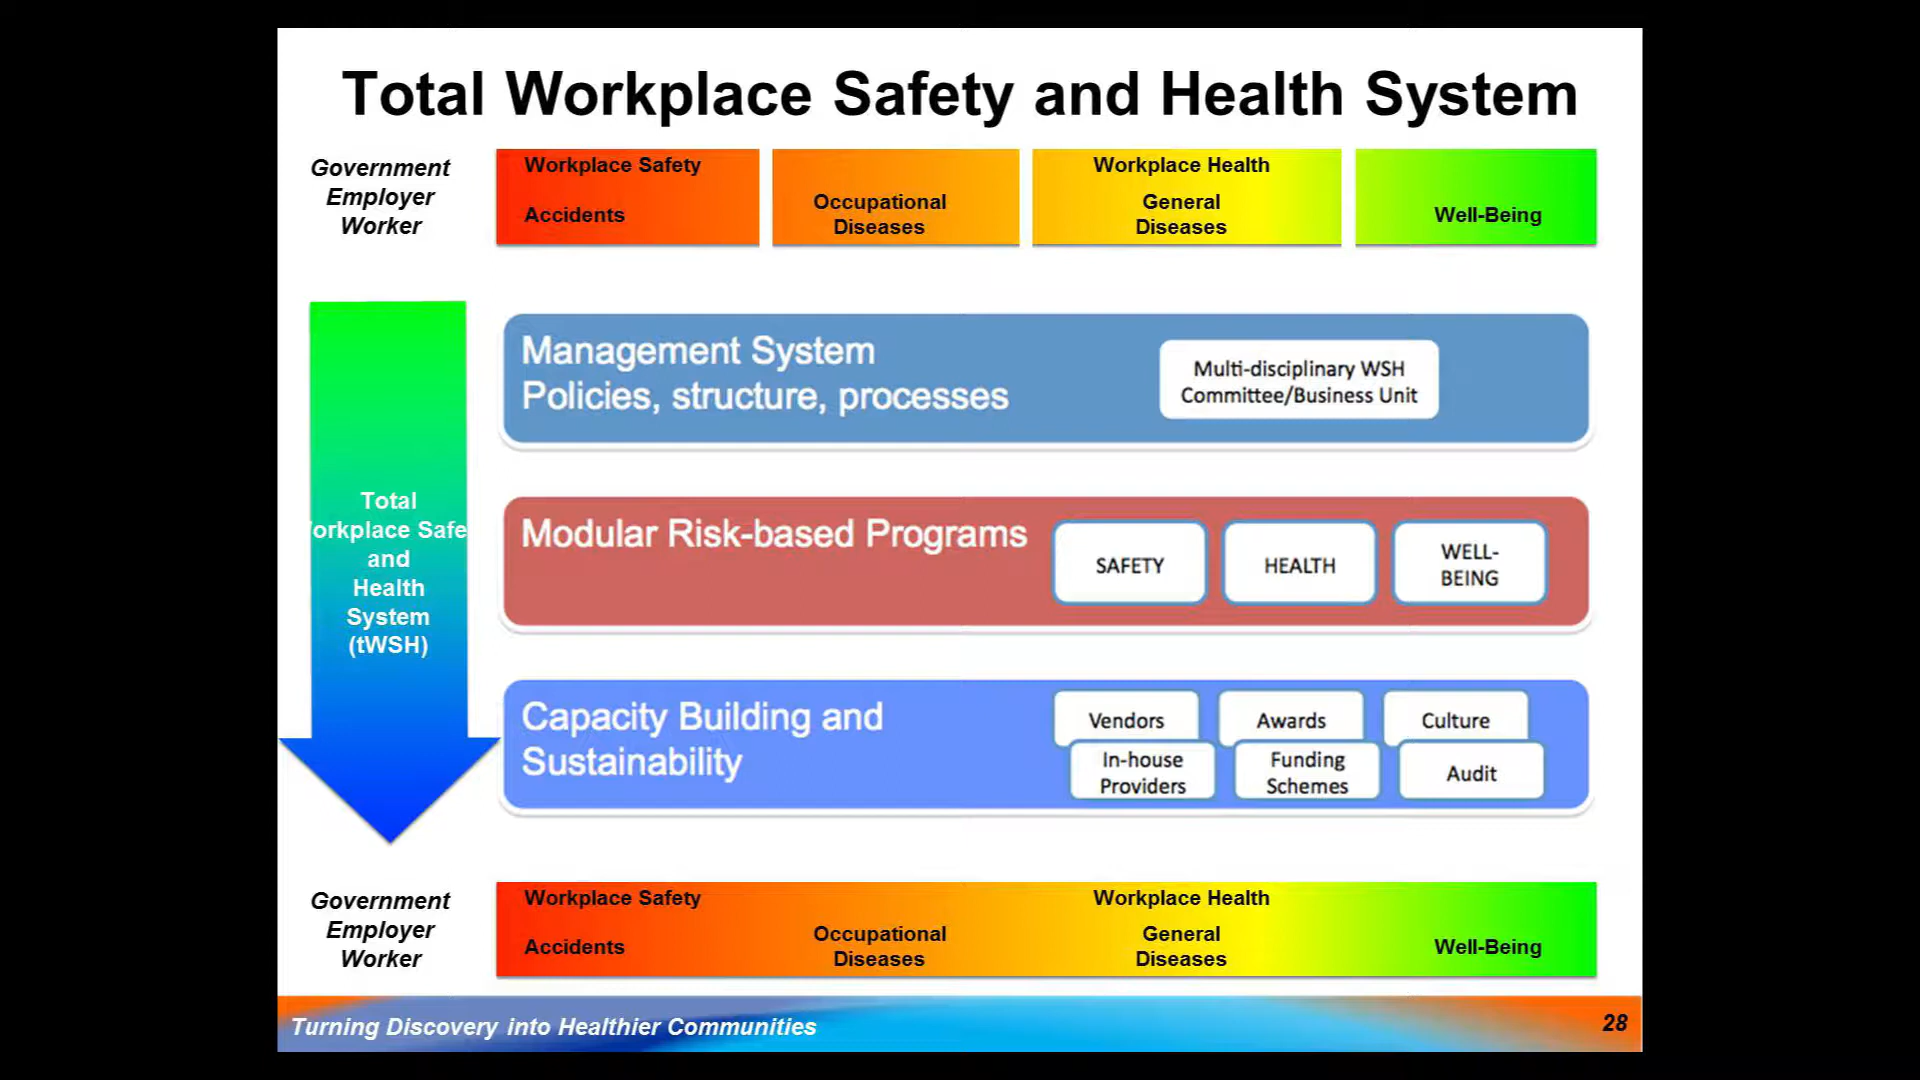 Total Workplace Safety and Health System
Government
Employer
Worker
Workplace Safety
Accidents
Occupational
Diseases
Workplace Health
General
Diseases
Well-Being
Total
orkplace Safe
and
Health
System
(tWSH)
Management System
Policies, structure, processes
Multi-disciplinary WSH
Committee/Business Unit
Modular Risk-based Programs
SAFETY
HEALTH
WELL-
BEING
Capacity Building and
Sustainability
Vendors
Awards
Culture
In-house
Providers
Funding
Schemes
Audit
Government
Employer
Worker
Workplace Safety
Accidents
Occupational
Diseases
Workplace Health
General
Diseases
Well-Being
Turning Discovery into Healthier Communities
28